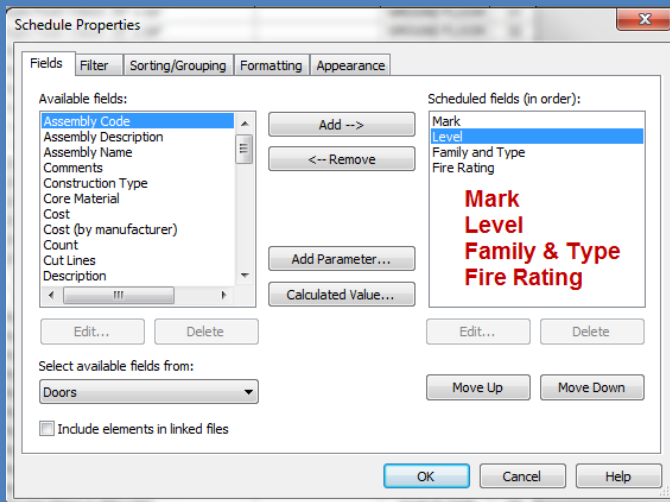 Schedule Properties
Fields
Filter
Sorting/Grouping
Formatting
Appearance
Available fields:
Assembly Code
Assembly Description
Assembly Name
Comments
Construction Type
Core Material
Cost
Cost (by manufacturer)
Count
Cut Lines
Description
Edit...
Delete
Select available fields from:
Doors
Include elements in linked files
Add -->
<-- Remove
Add Parameter...
Calculated Value...
Scheduled fields (in order):
Mark
Level
Family and Type
Fire Rating
Mark
Level
Family & Type
Fire Rating
Edit...
Delete
Move Up
Move Down
OK
Cancel
Help